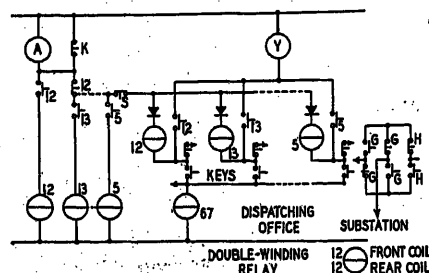 A
K
Y
12
12
13
5
TS
12
13
5
12
13
5
G G H
G G H
KEYS
12
13
5
67
DISPATCHING
OFFICE
SUBSTATION
DOUBLE-WINDING
RELAY
12 FRONT COIL
12 REAR COIL